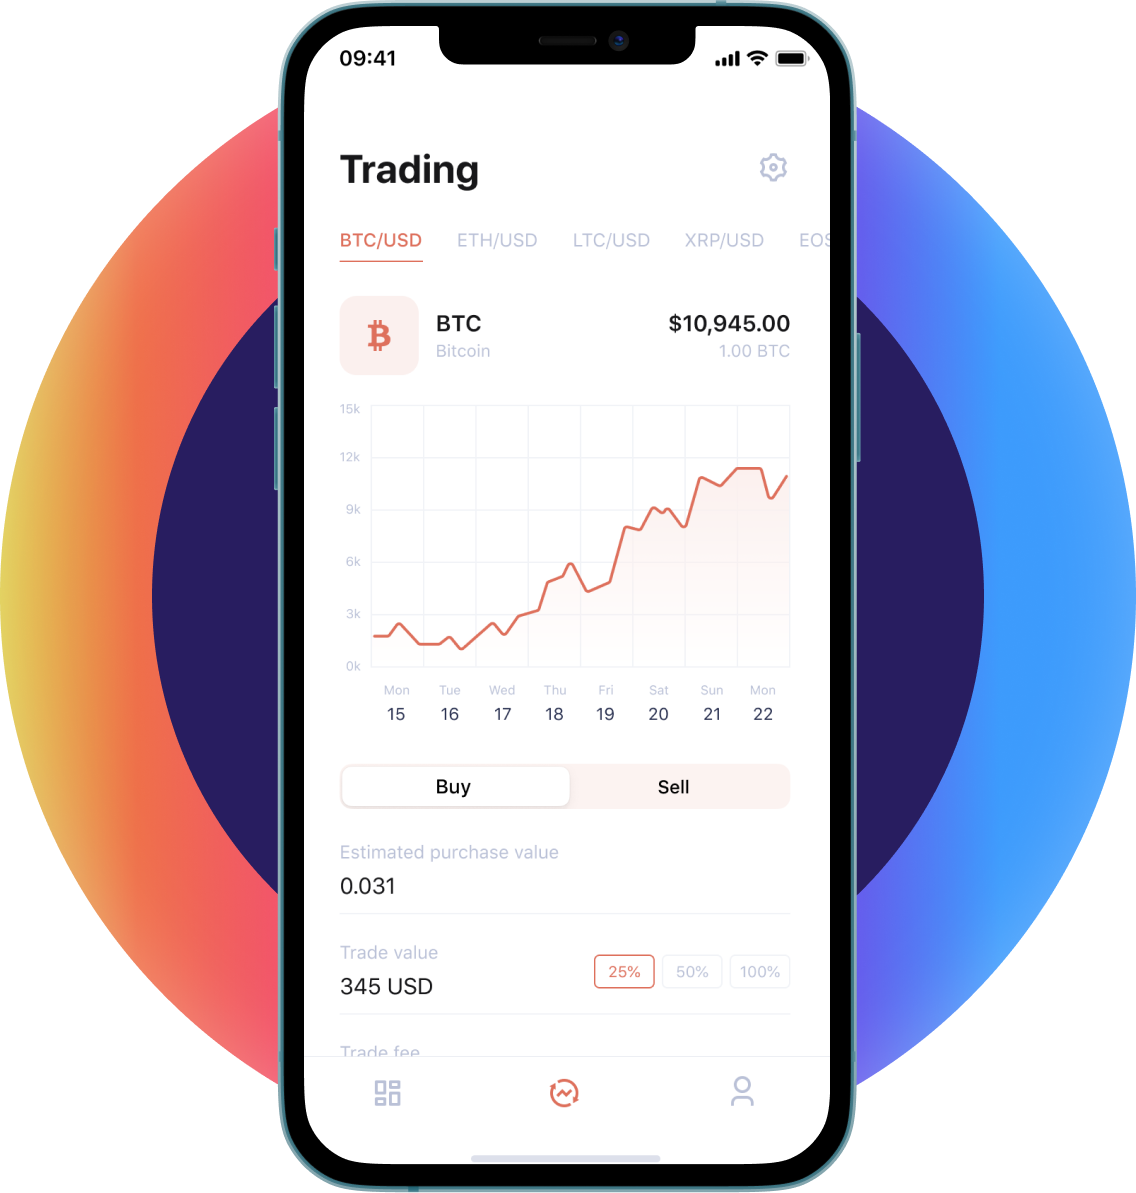 09:41
Trading
BTC/USD ETH/USD LTC/USD XRP/USD EOS
BTC $10,945.00
Bitcoin 1.00 BTC
15k
12k
9k
6k
3k
0k
Mon Tue Wed Thu Fri Sat Sun Mon
15 16 17 18 19 20 21 22
Buy Sell
Estimated purchase value
0.031
Trade value
345 USD 25% 50% 100%
Trade fee